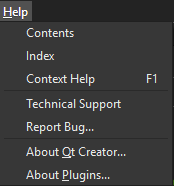 Help
Contents
Index
Context Help F1
Technical Support
Report Bug...
About Qt Creator...
About Plugins...